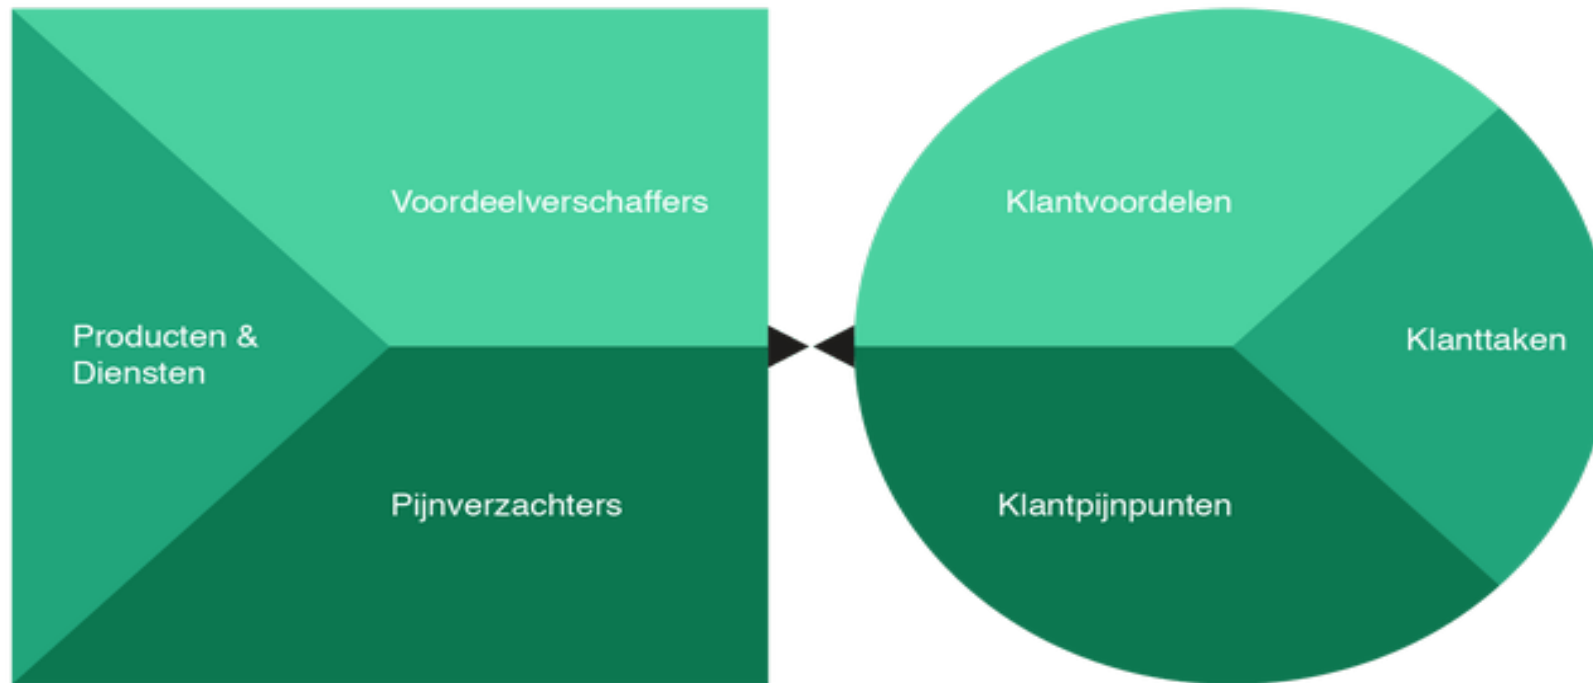 Voordeelverschaffers
Producten &
Diensten
Pijnverzachters
Klantvoordelen
Klanttaken
Klantpijnpunten